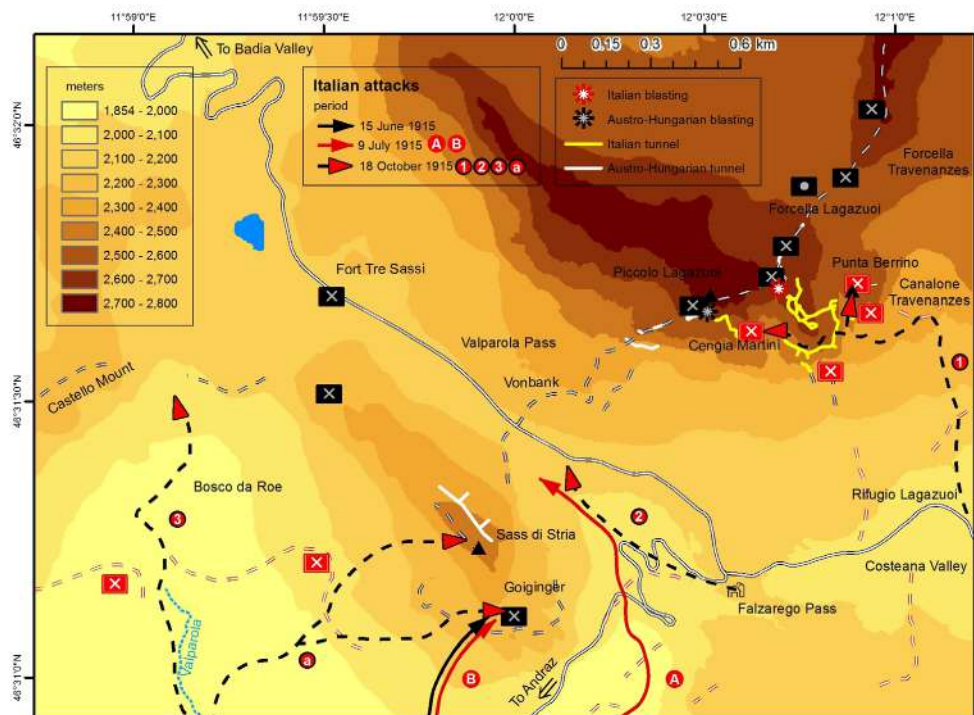 11°59'0"E
11°59'30"E
12°0'0"E
12°0'30"E
12°1'0"E
To Badia Valley
0 0.15 0.3 0.6 km
meters
1,854 - 2,000
2,000 - 2,100
2,100 - 2,200
2,200 - 2,300
2,300 - 2,400
2,400 - 2,500
2,500 - 2,600
2,600 - 2,700
2,700 - 2,800
Italian attacks
period
15 June 1915
9 July 1915 A B
18 October 1915 1 2 3 a
Italian blasting
Austro-Hungarian blasting
Italian tunnel
Austro-Hungarian tunnel
46°32'0"N
Forcella
Travenanzes
Forcella Lagazuoi
Fort Tre Sassi
Piccolo Lagazuoi
Punta Berrino
Canalone
Travenanzes
Valparola Pass
Cengia Martini
1
Vonbank
Castello Mount
46°31'30"N
Bosco da Roe
3
2
Rifugio Lagazuoi
Sass di Stria
Costeana Valley
Goiginger
Falzarego Pass
Valparola
a
B
To Andraz
A
46°31'0"N